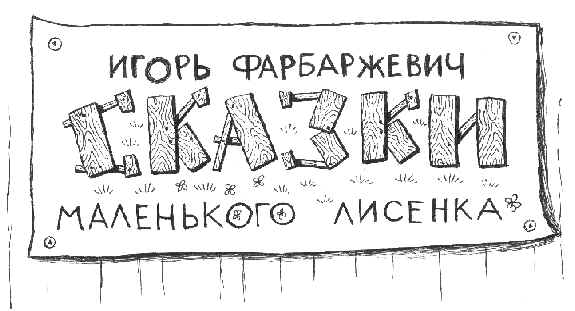 ИГОРЬ ФАРБАРЖЕВИЧ
СКАЗКИ
МАЛЕНЬКОГО ЛИСЕНКА